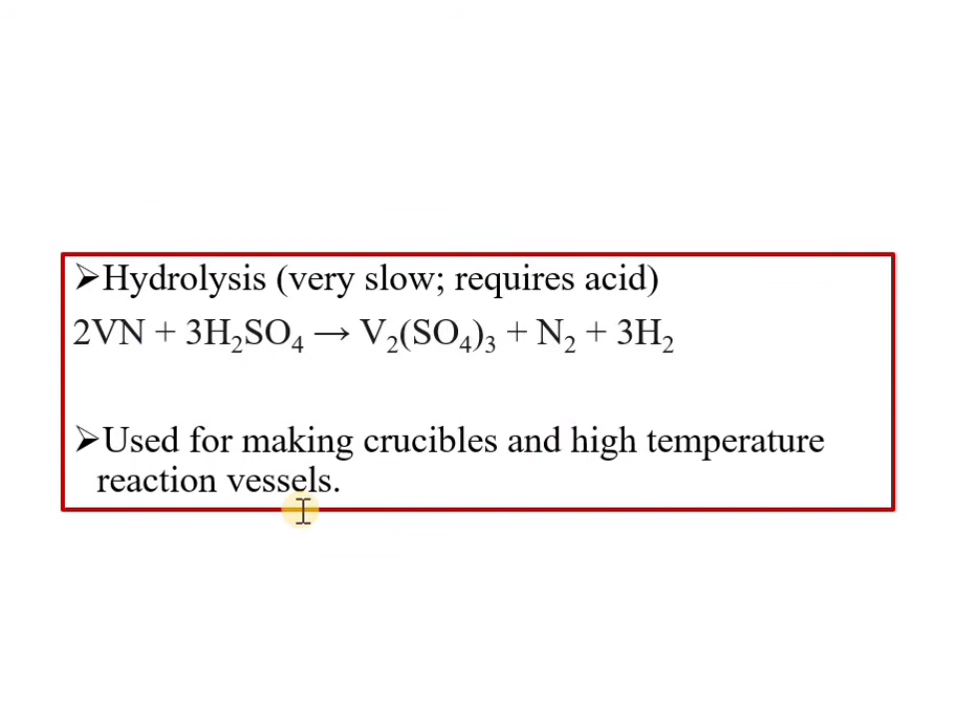 ➢Hydrolysis (very slow; requires acid)
2VN + 3H₂SO₄ → V₂(SO₄)₃ + N₂ + 3H₂
➢Used for making crucibles and high temperature
reaction vessels.